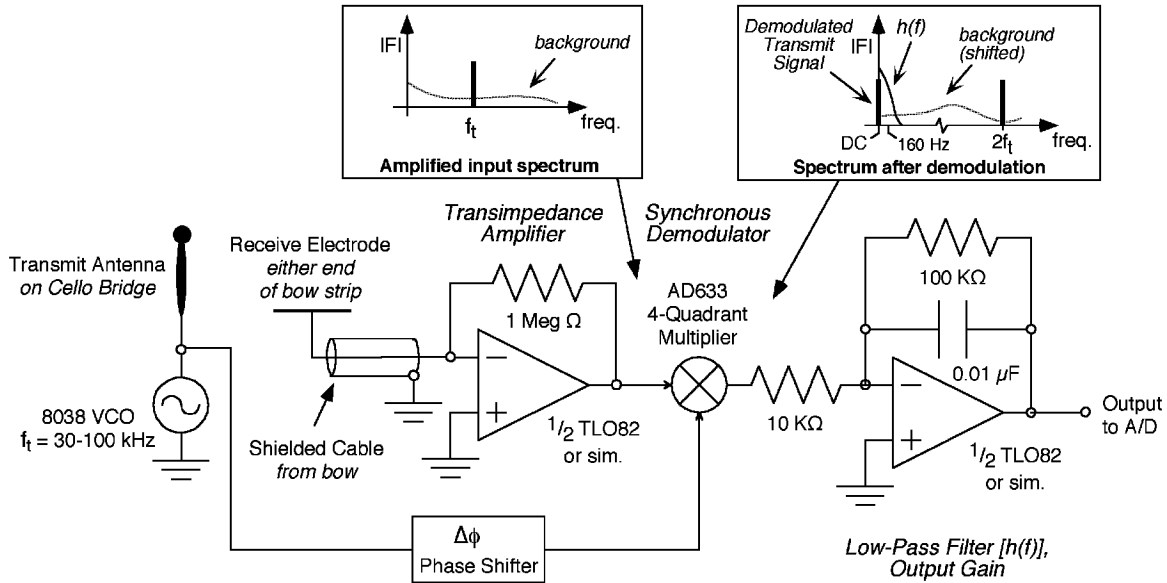 |F|
background
f_t
freq.
Amplified input spectrum
Demodulated
Transmit
Signal
|F|
h(f)
background
(shifted)
DC
160 Hz
2f_t
freq.
Spectrum after demodulation
Transimpedance
Amplifier
Synchronous
Demodulator
Transmit Antenna
on Cello Bridge
Receive Electrode
either end
of bow strip
1 Meg Ω
AD633
4-Quadrant
Multiplier
100 KΩ
0.01 µF
8038 VCO
f_t = 30-100 kHz
Shielded Cable
from bow
−
+
1/2 TLO82
or sim.
10 KΩ
−
+
1/2 TLO82
or sim.
Output
to A/D
Δϕ
Phase Shifter
Low-Pass Filter [h(f)],
Output Gain